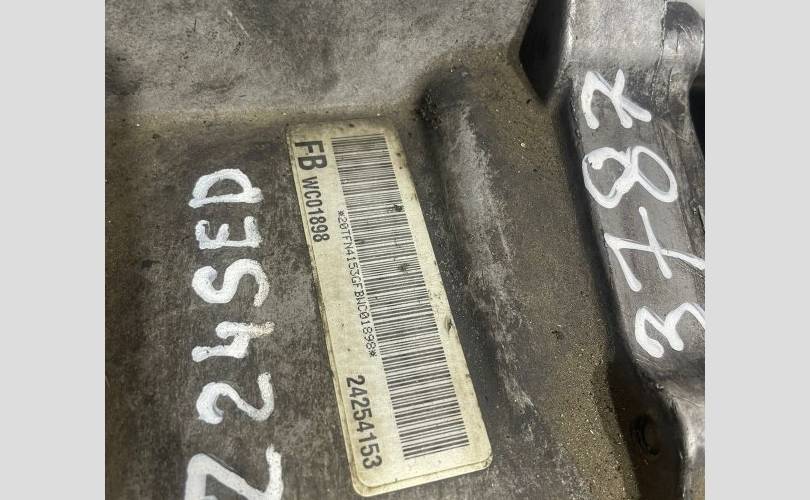 Z24SED
FB WC01898
*20TFN4153GFBWC01898*
24254153
3787